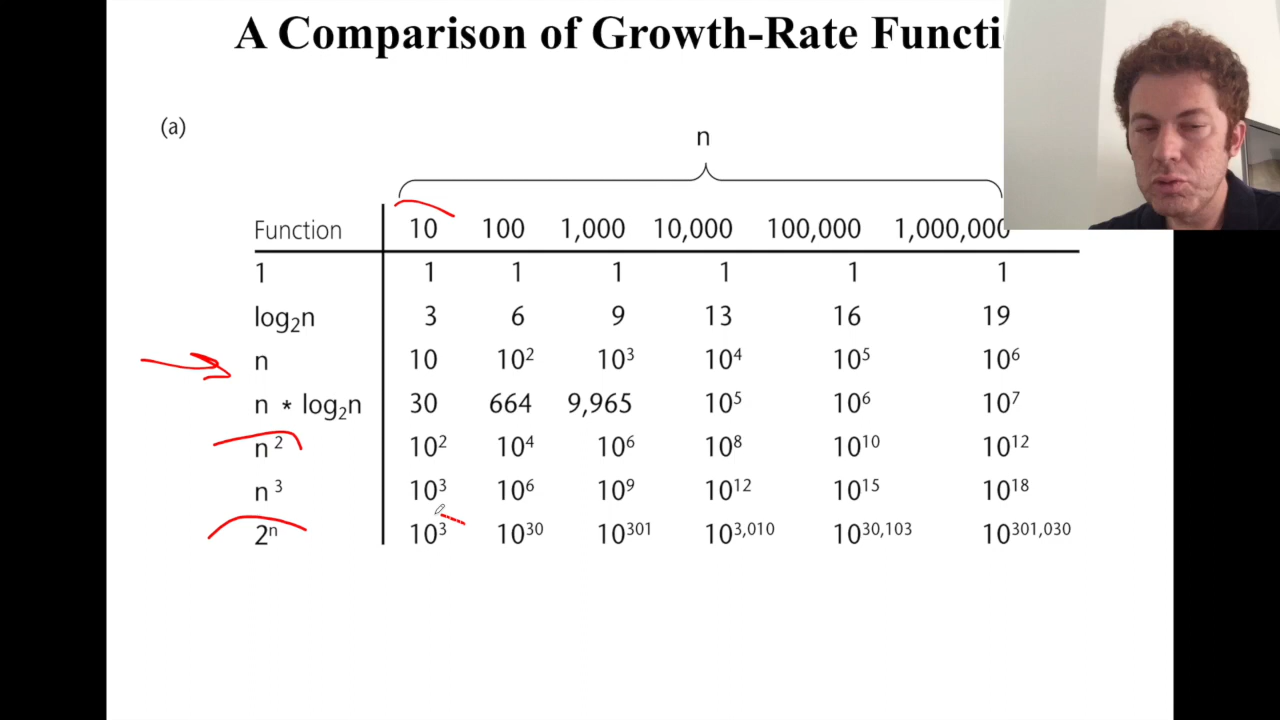 A Comparison of Growth-Rate Functi
(a)
n
Function 10 100 1,000 10,000 100,000 1,000,000
1 1 1 1 1 1 1
log₂n 3 6 9 13 16 19
n 10 10² 10³ 10⁴ 10⁵ 10⁶
n * log₂n 30 664 9,965 10⁵ 10⁶ 10⁷
n² 10² 10⁴ 10⁶ 10⁸ 10¹⁰ 10¹²
n³ 10³ 10⁶ 10⁹ 10¹² 10¹⁵ 10¹⁸
2ⁿ 10³ 10³⁰ 10³⁰¹ 10³,⁰¹⁰ 10³⁰,¹⁰³ 10³⁰¹,⁰³⁰